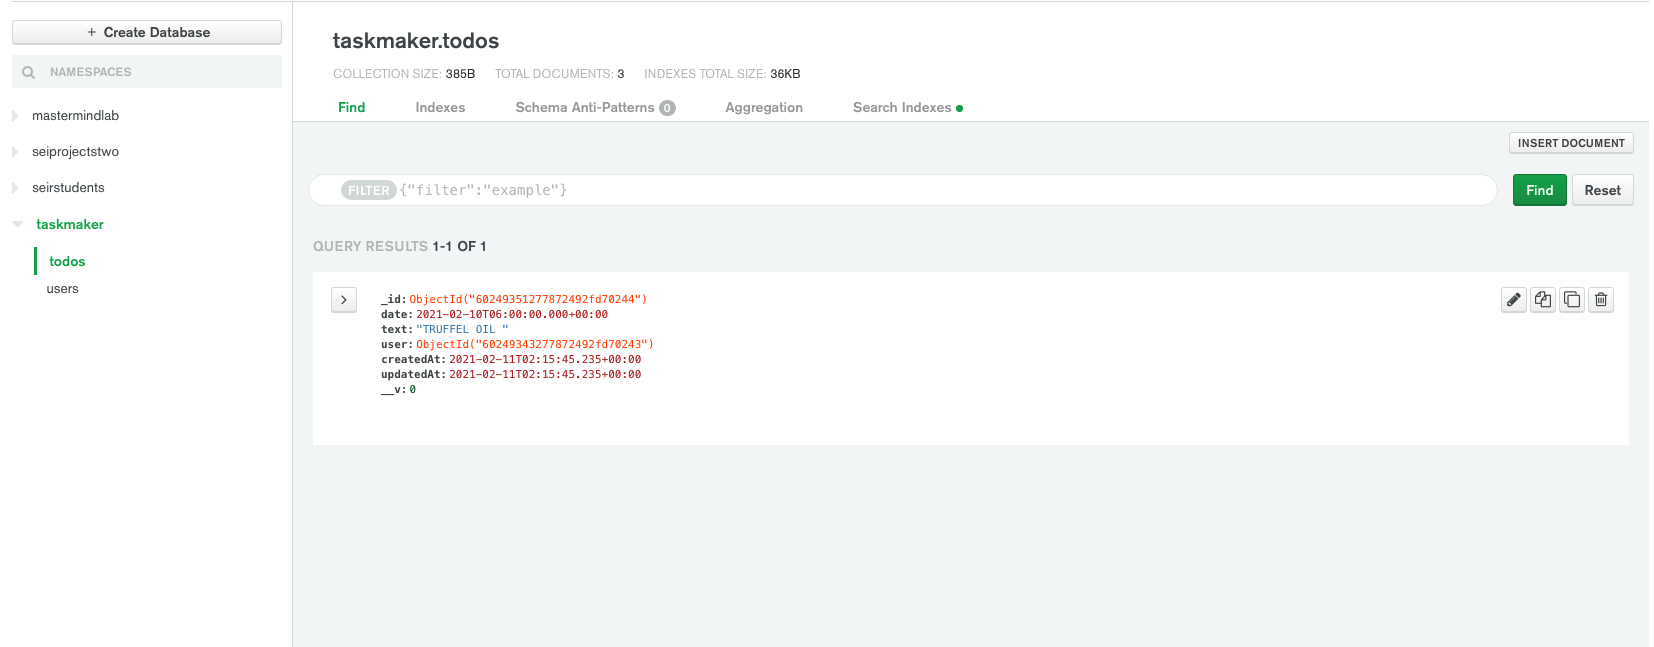 + Create Database
NAMESPACES
mastermindlab
seiprojectstwo
seirstudents
taskmaker
todos
users
taskmaker.todos
COLLECTION SIZE: 385B TOTAL DOCUMENTS: 3 INDEXES TOTAL SIZE: 36KB
Find Indexes Schema Anti-Patterns 0 Aggregation Search Indexes
INSERT DOCUMENT
FILTER {"filter":"example"} Find Reset
QUERY RESULTS 1-1 OF 1
_id: ObjectId("60249351277872492fd70244")
date: 2021-02-10T06:00:00.000+00:00
text: "TRUFFEL OIL "
user: ObjectId("60249343277872492fd70243")
createdAt: 2021-02-11T02:15:45.235+00:00
updatedAt: 2021-02-11T02:15:45.235+00:00
__v: 0